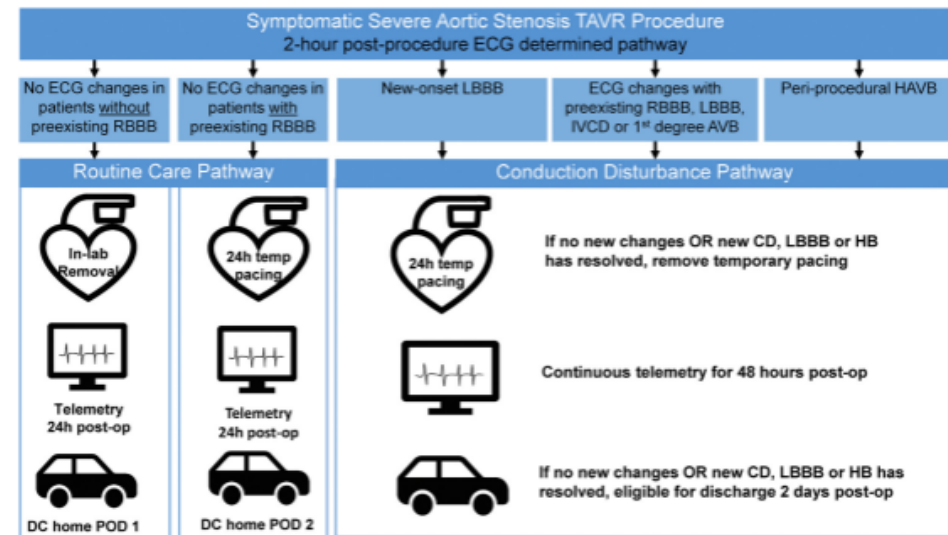 Symptomatic Severe Aortic Stenosis TAVR Procedure
2-hour post-procedure ECG determined pathway
No ECG changes in
patients without
preexisting RBBB
No ECG changes in
patients with
preexisting RBBB
New-onset LBBB
ECG changes with
preexisting RBBB, LBBB,
IVCD or 1st degree AVB
Peri-procedural HAVB
Routine Care Pathway
Conduction Disturbance Pathway
In-lab
Removal
24h temp
pacing
24h temp
pacing
If no new changes OR new CD, LBBB or HB
has resolved, remove temporary pacing
Telemetry
24h post-op
Telemetry
24h post-op
Continuous telemetry for 48 hours post-op
DC home POD 1
DC home POD 2
If no new changes OR new CD, LBBB or HB has
resolved, eligible for discharge 2 days post-op